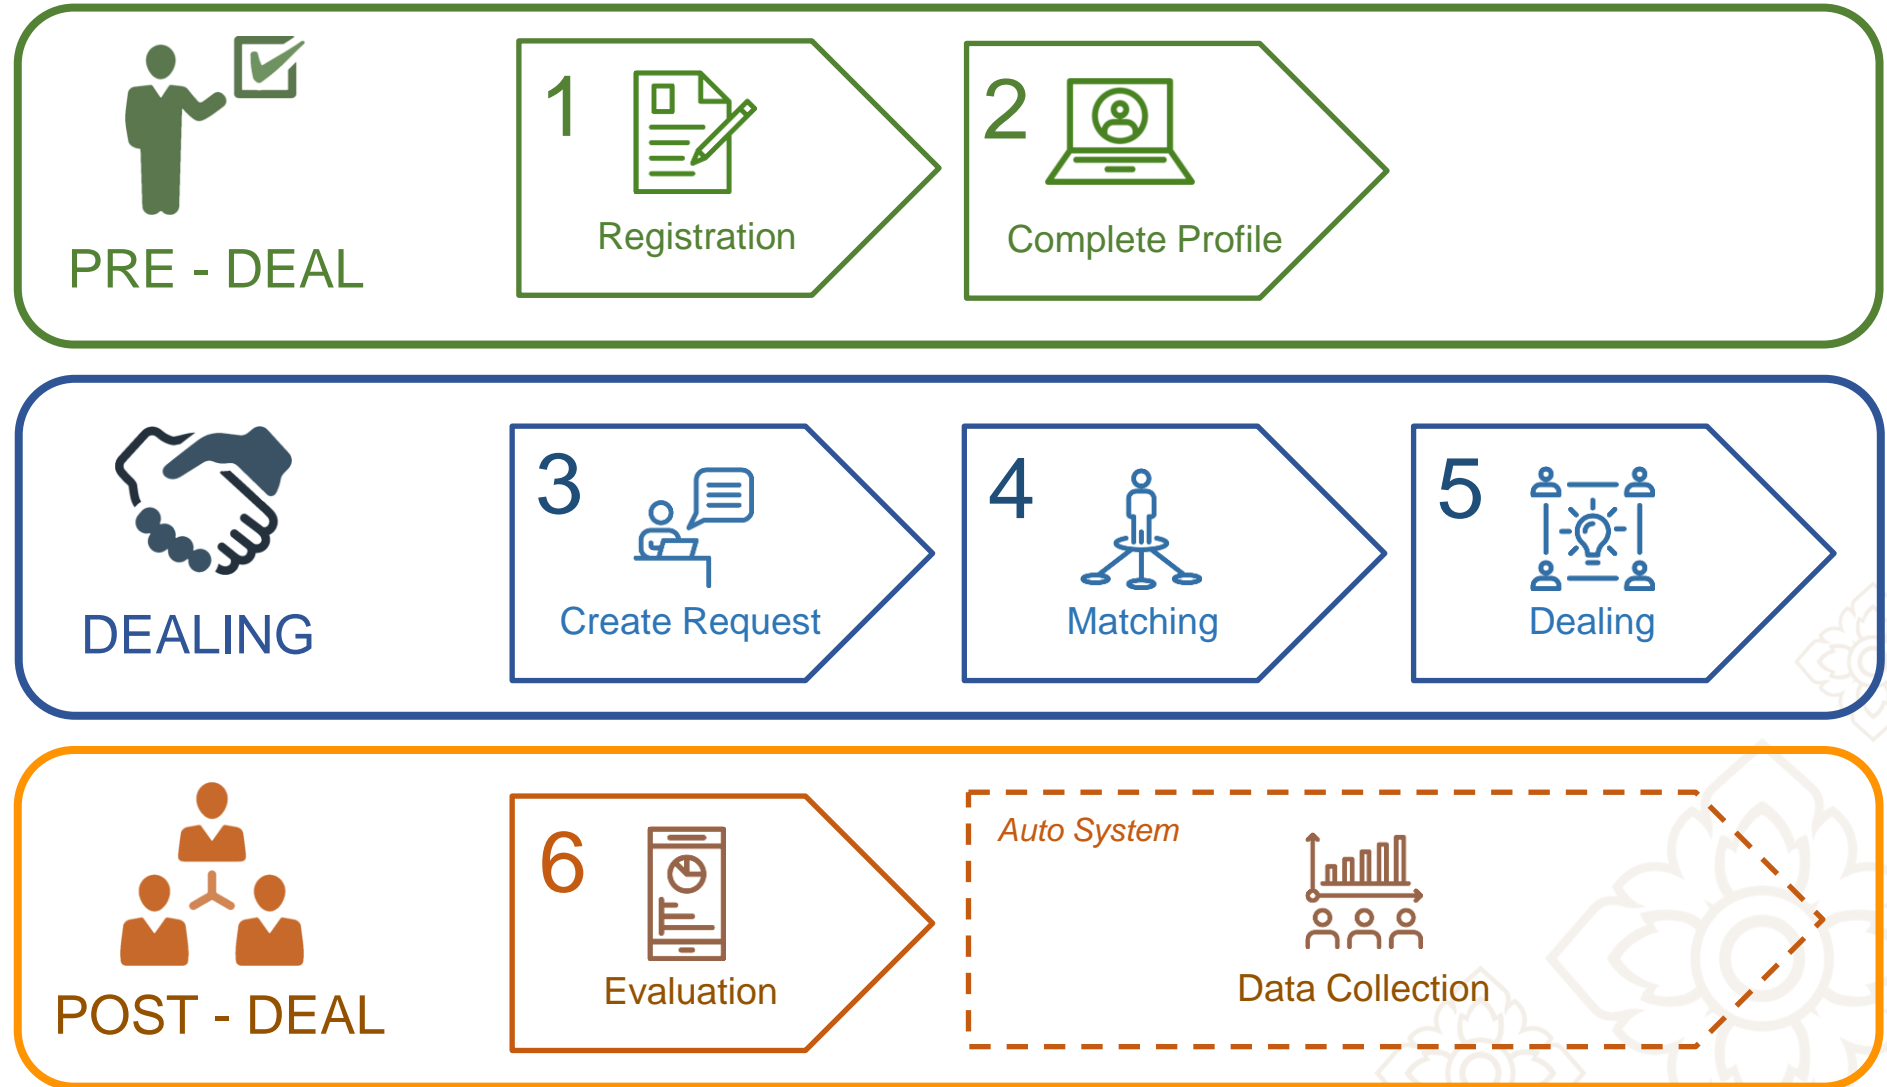 PRE - DEAL
1
Registration
2
Complete Profile
DEALING
3
Create Request
4
Matching
5
Dealing
POST - DEAL
6
Evaluation
Auto System
Data Collection